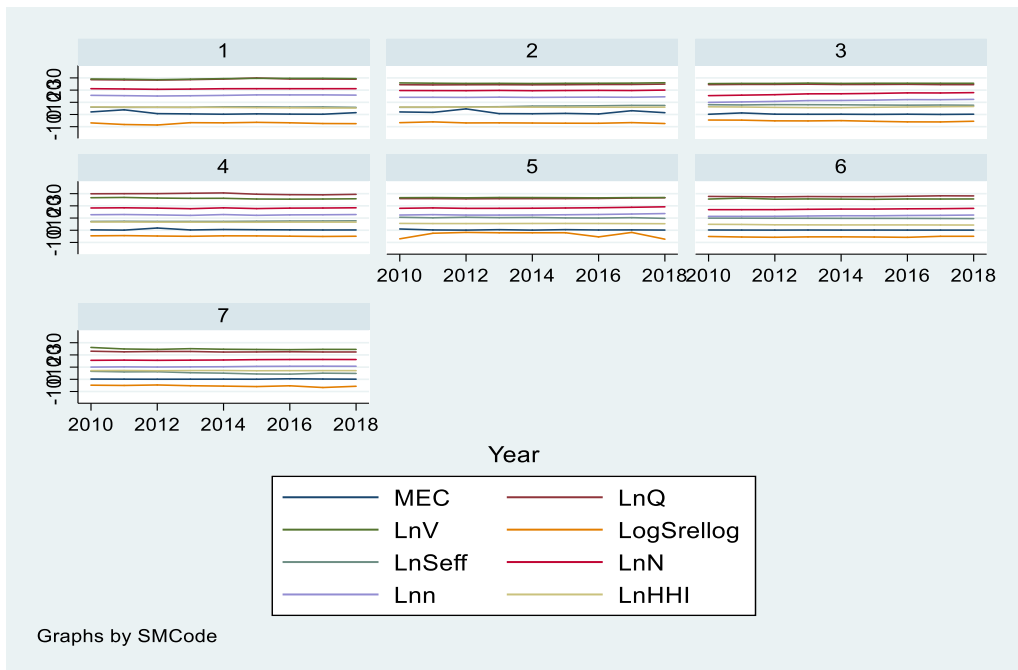 1 2 3
4 5 6
2010 2012 2014 2016 2018 2010 2012 2014 2016 2018
7
2010 2012 2014 2016 2018
Year
MEC LnQ
LnV LogSrellog
LnSeff LnN
Lnn LnHHI
Graphs by SMCode